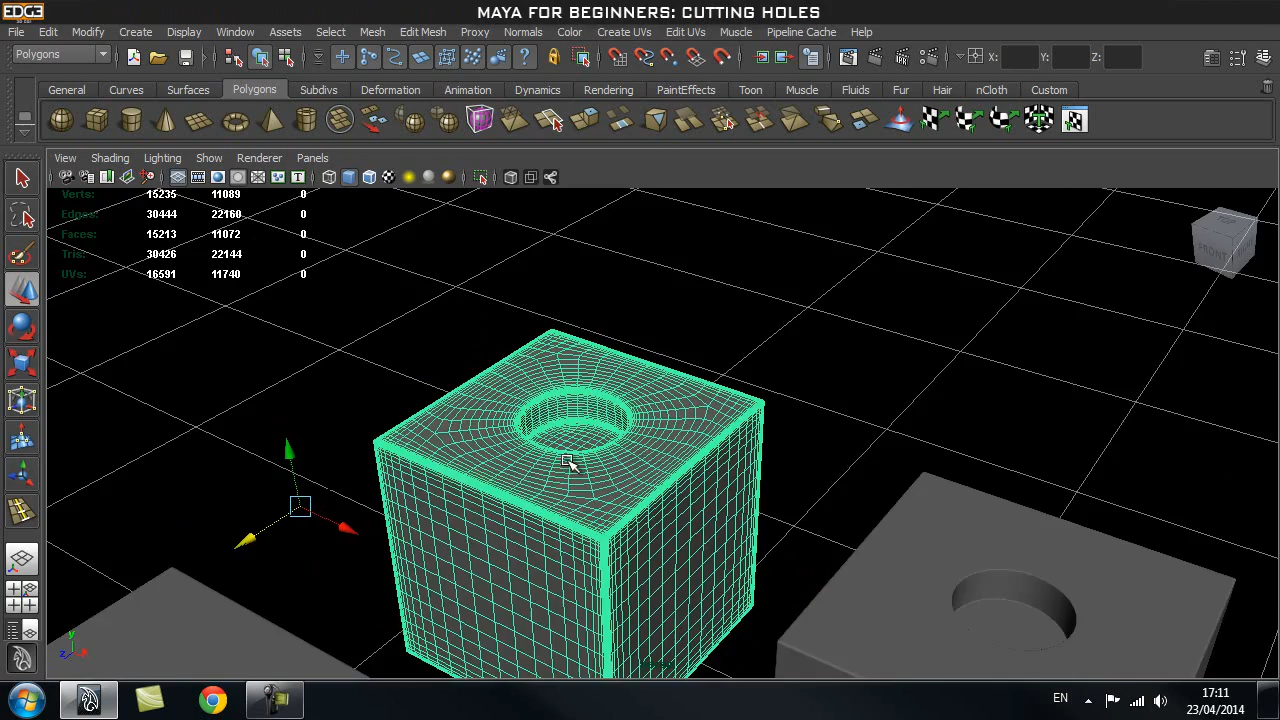 EDGE
MAYA FOR BEGINNERS: CUTTING HOLES
File Edit Modify Create Display Window Assets Select Mesh Edit Mesh Proxy Normals Color Create UVs Edit UVs Muscle Pipeline Cache Help
Polygons X: Y: Z:
General Curves Surfaces Polygons Subdivs Deformation Animation Dynamics Rendering PaintEffects Toon Muscle Fluids Fur Hair nCloth Custom
View Shading Lighting Show Renderer Panels
Verts: 15235 11089 0
Edges: 30444 22160 0
Faces: 15213 11072 0
Tris: 30426 22144 0
UVs: 16591 11740 0
FRONT
y
z x
EN 17:11
23/04/2014